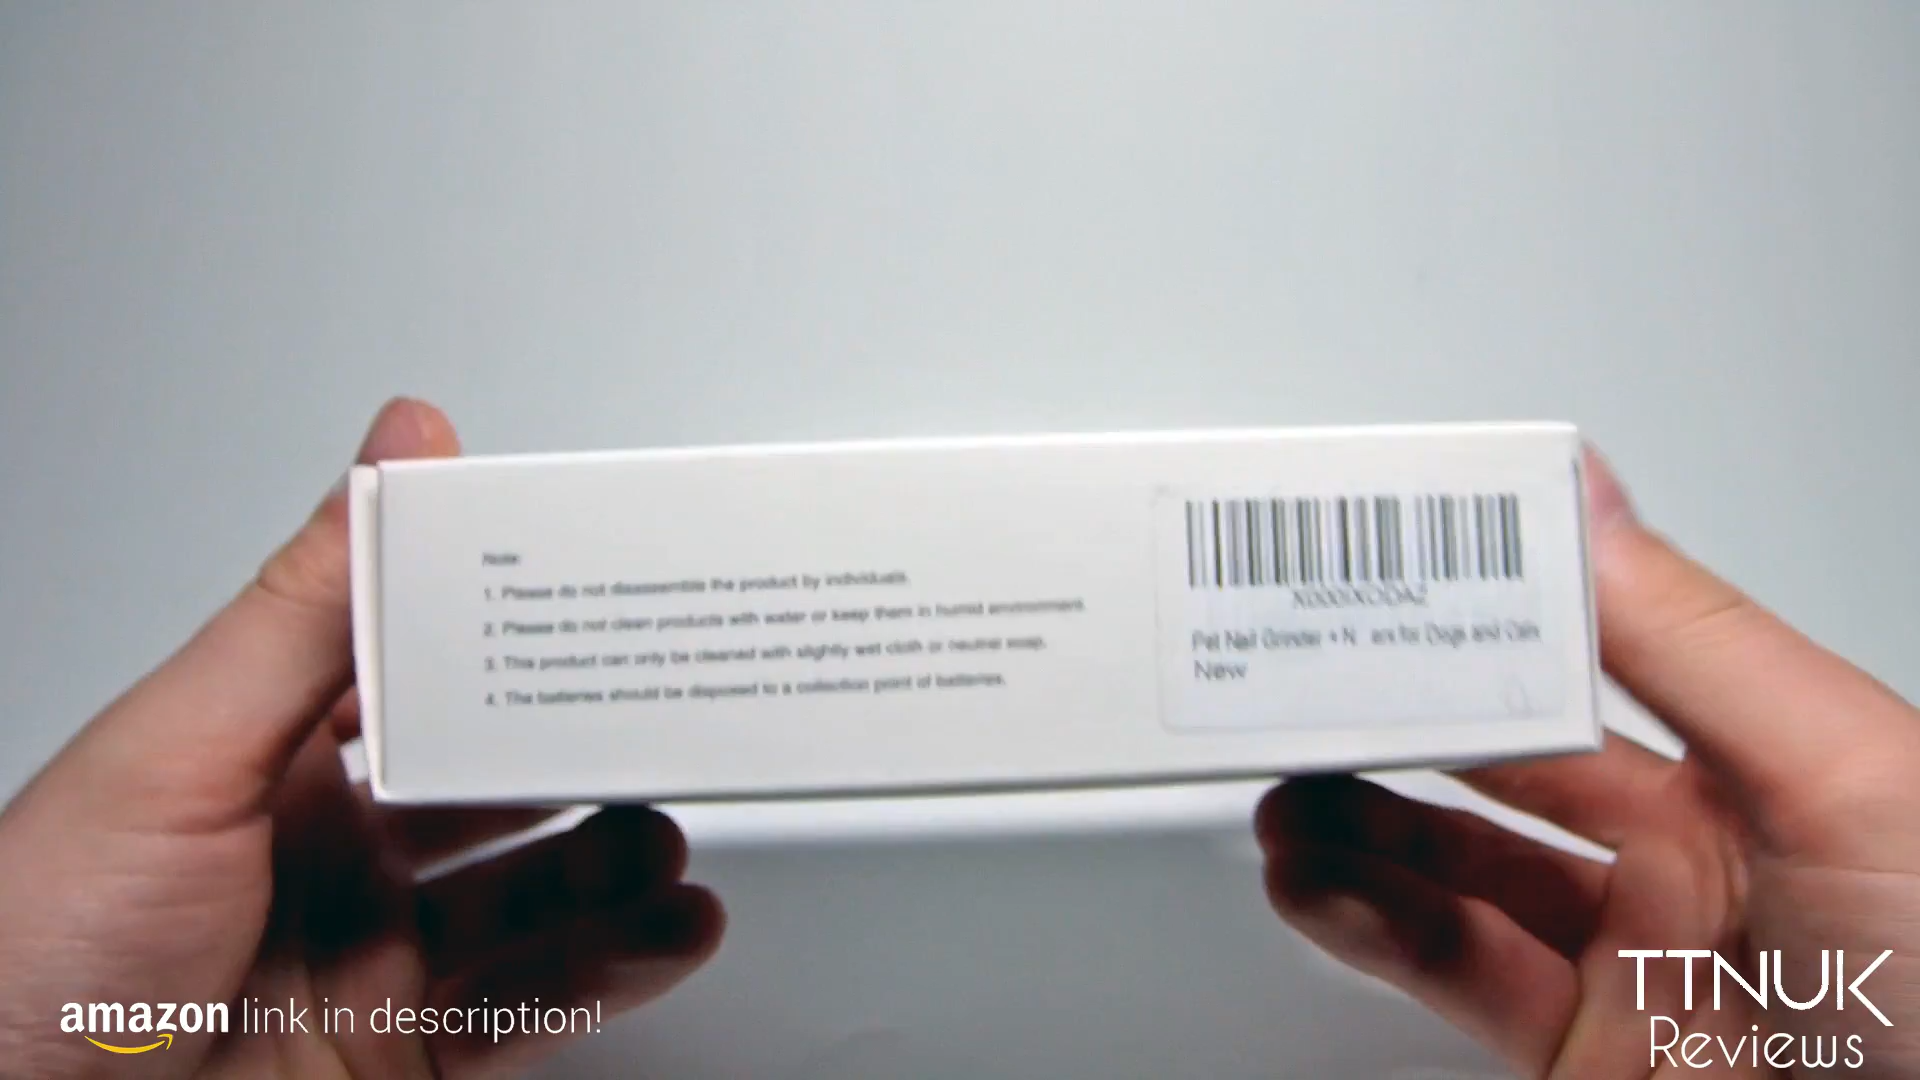 Note:
1. Please do not disassemble the product by individuals.
2. Please do not clean products with water or keep them in humid environment.
3. This product can only be cleaned with slightly wet cloth or neutral soap.
4. The batteries should be disposed to a collection point of batteries.
Pet Nail Grinder + N ers for Dogs and Cats
New
amazon link in description!
TTNUK
Reviews